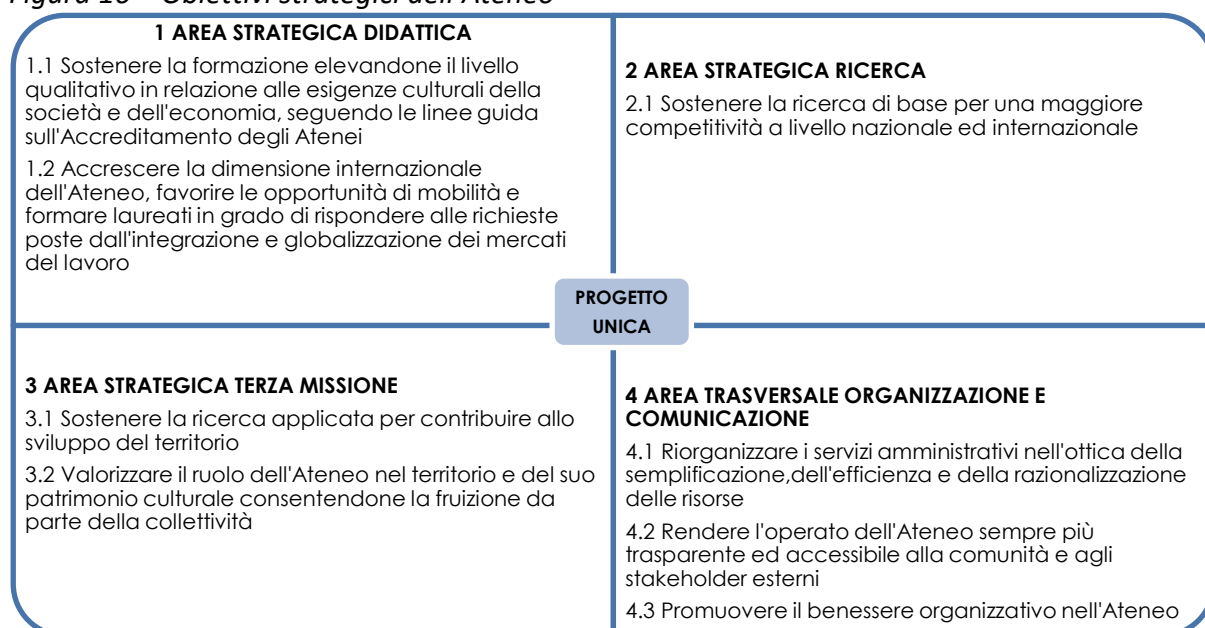 1 AREA STRATEGICA DIDATTICA
1.1 Sostenere la formazione elevandone il livello
qualitativo in relazione alle esigenze culturali della
società e dell'economia, seguendo le linee guida
sull'Accreditamento degli Atenei
1.2 Accrescere la dimensione internazionale
dell'Ateneo, favorire le opportunità di mobilità e
formare laureati in grado di rispondere alle richieste
poste dall'integrazione e globalizzazione dei mercati
del lavoro
2 AREA STRATEGICA RICERCA
2.1 Sostenere la ricerca di base per una maggiore
competitività a livello nazionale ed internazionale
PROGETTO
UNICA
3 AREA STRATEGICA TERZA MISSIONE
3.1 Sostenere la ricerca applicata per contribuire allo
sviluppo del territorio
3.2 Valorizzare il ruolo dell'Ateneo nel territorio e del suo
patrimonio culturale consentendone la fruizione da
parte della collettività
4 AREA TRASVERSALE ORGANIZZAZIONE E
COMUNICAZIONE
4.1 Riorganizzare i servizi amministrativi nell'ottica della
semplificazione,dell'efficienza e della razionalizzazione
delle risorse
4.2 Rendere l'operato dell'Ateneo sempre più
trasparente ed accessibile alla comunità e agli
stakeholder esterni
4.3 Promuovere il benessere organizzativo nell'Ateneo